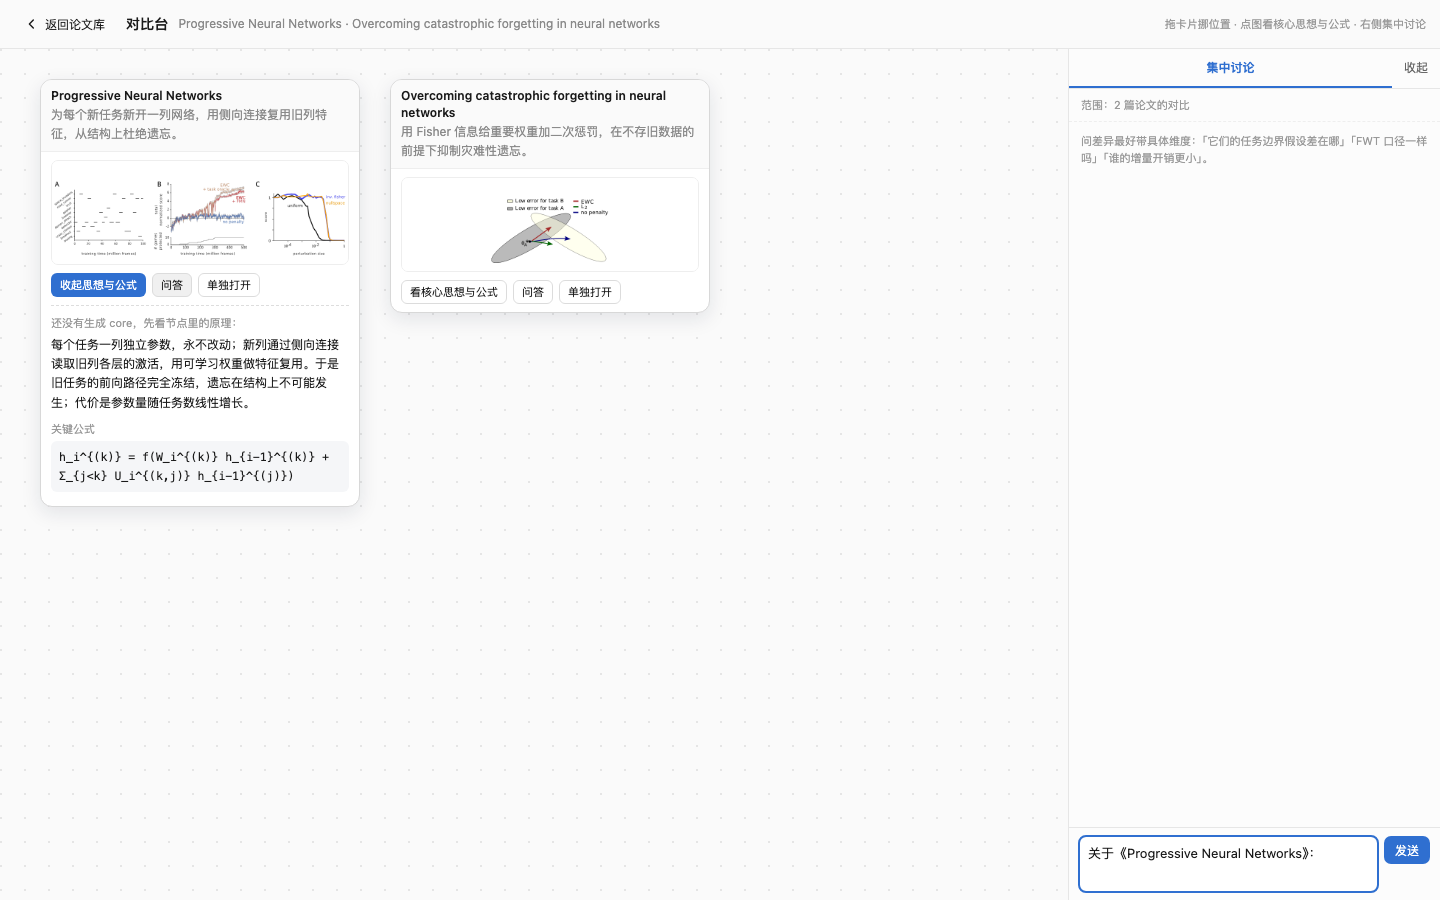 返回论文库
对比台
Progressive Neural Networks · Overcoming catastrophic forgetting in neural networks
拖卡片挪位置 · 点图看核心思想与公式 · 右侧集中讨论
Progressive Neural Networks
为每个新任务新开一列网络，用侧向连接复用旧列特
征，从结构上杜绝遗忘。
A
B
C
EWC
no penalty
uniform
training time (million frames)
training time (million frames)
perturbation size
收起思想与公式
问答
单独打开
还没有生成 core，先看节点里的原理：
每个任务一列独立参数，永不改动；新列通过侧向连接
读取旧列各层的激活，用可学习权重做特征复用。于是
旧任务的前向路径完全冻结，遗忘在结构上不可能发
生；代价是参数量随任务数线性增长。
关键公式
h_i^{(k)} = f(W_i^{(k)} h_{i-1}^{(k)} +
Σ_{j<k} U_i^{(k,j)} h_{i-1}^{(j)})
Overcoming catastrophic forgetting in neural
networks
用 Fisher 信息给重要权重加二次惩罚，在不存旧数据的
前提下抑制灾难性遗忘。
Low error for task B
Low error for task A
EWC
L2
no penalty
看核心思想与公式
问答
单独打开
集中讨论
收起
范围：2 篇论文的对比
问差异最好带具体维度：「它们的任务边界假设差在哪」「FWT 口径一样
吗」「谁的增量开销更小」。
关于《Progressive Neural Networks》：
发送